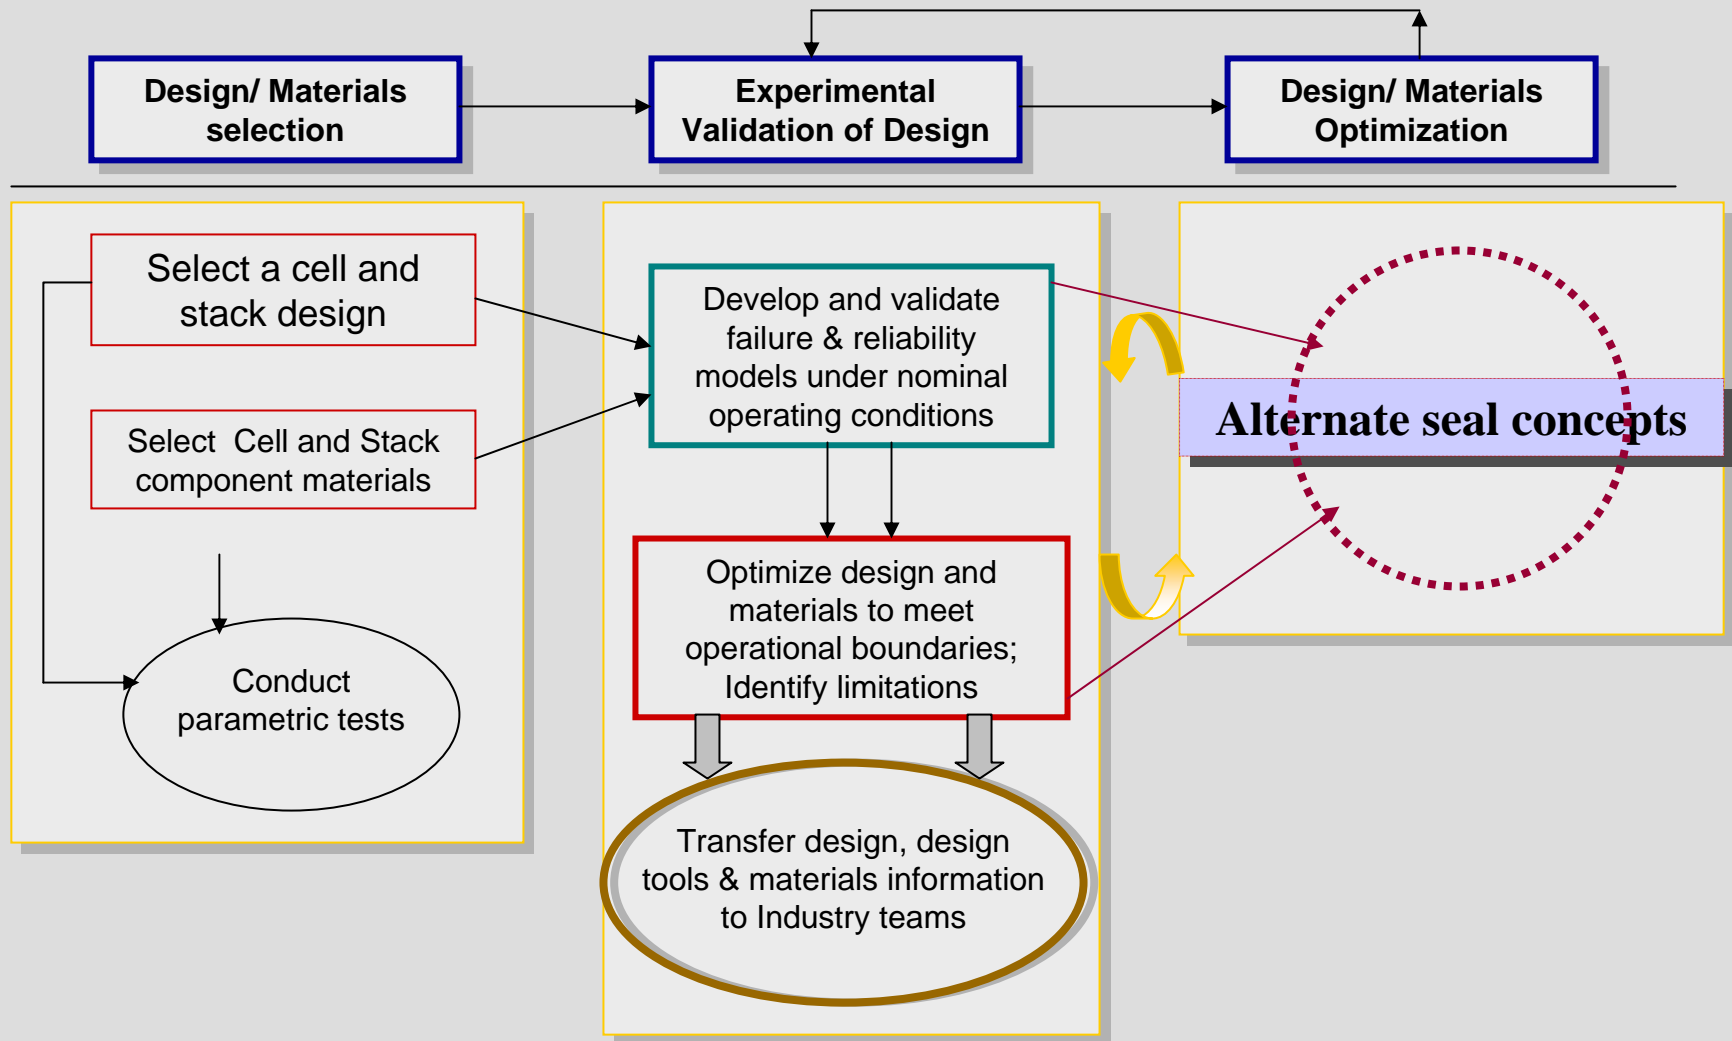 Design/ Materials
selection
Experimental
Validation of Design
Design/ Materials
Optimization
Select a cell and
stack design
Select  Cell and Stack
component materials
Conduct
parametric tests
Develop and validate
failure & reliability
models under nominal
operating conditions
Optimize design and
materials to meet
operational boundaries;
Identify limitations
Transfer design, design
tools & materials information
to Industry teams
Alternate seal concepts